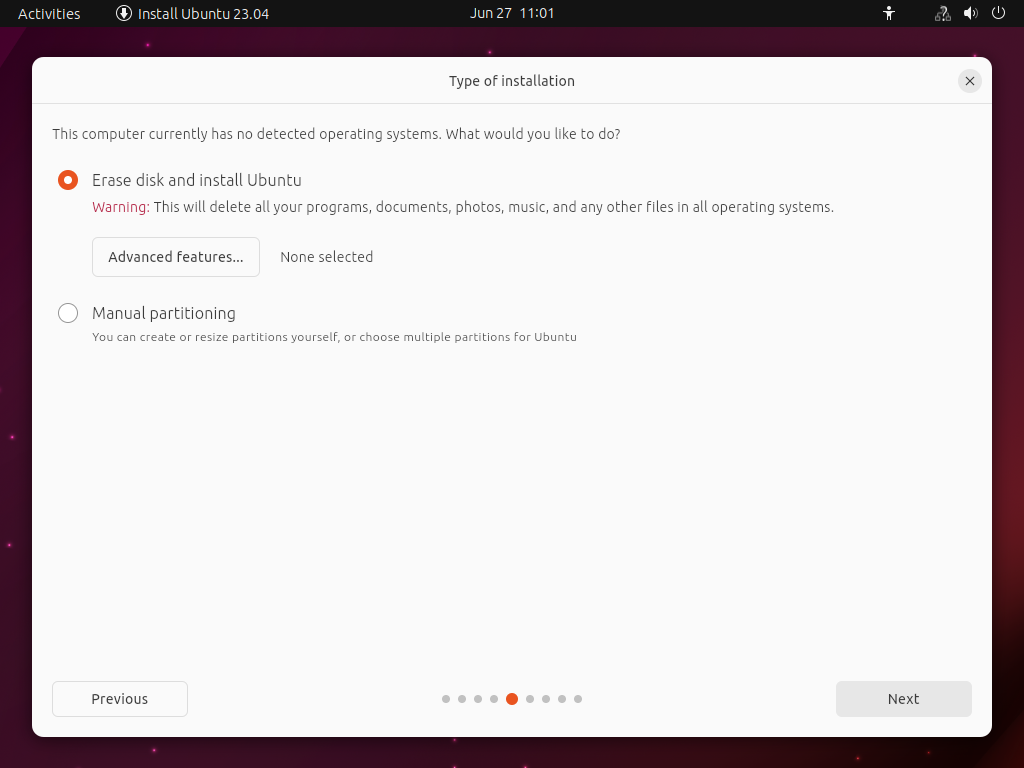 Activities Install Ubuntu 23.04 Jun 27 11:01
Type of installation
This computer currently has no detected operating systems. What would you like to do?
Erase disk and install Ubuntu
Warning: This will delete all your programs, documents, photos, music, and any other files in all operating systems.
Advanced features... None selected
Manual partitioning
You can create or resize partitions yourself, or choose multiple partitions for Ubuntu
Previous Next